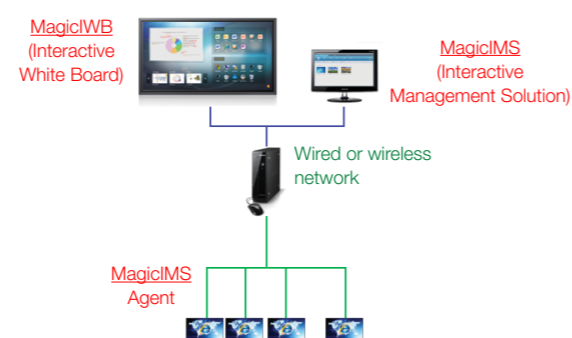 MagicIWB
(Interactive
White Board)
MagicIMS
(Interactive
Management Solution)
Wired or wireless
network
MagicIMS
Agent